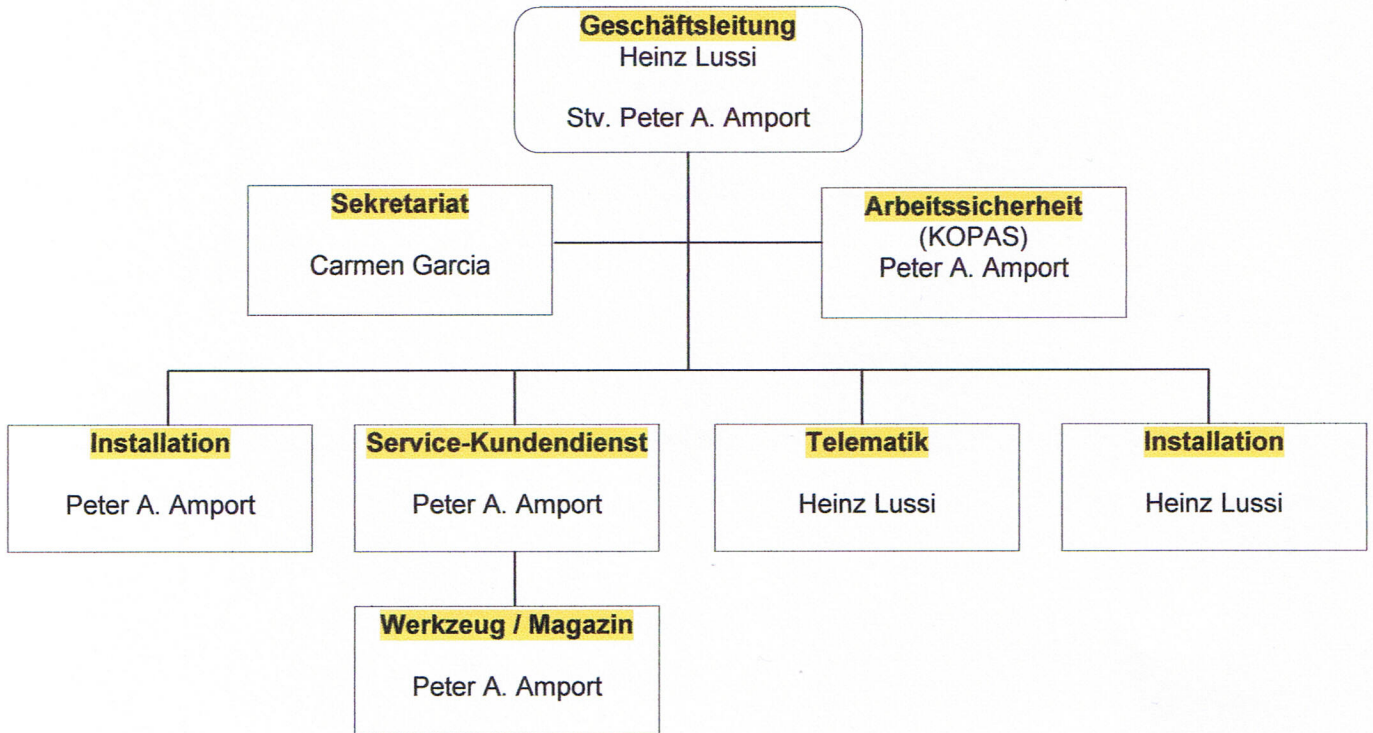 Geschäftsleitung
Heinz Lussi
Stv. Peter A. Amport
Sekretariat
Carmen Garcia
Arbeitssicherheit
(KOPAS)
Peter A. Amport
Installation
Peter A. Amport
Service-Kundendienst
Peter A. Amport
Telematik
Heinz Lussi
Installation
Heinz Lussi
Werkzeug / Magazin
Peter A. Amport